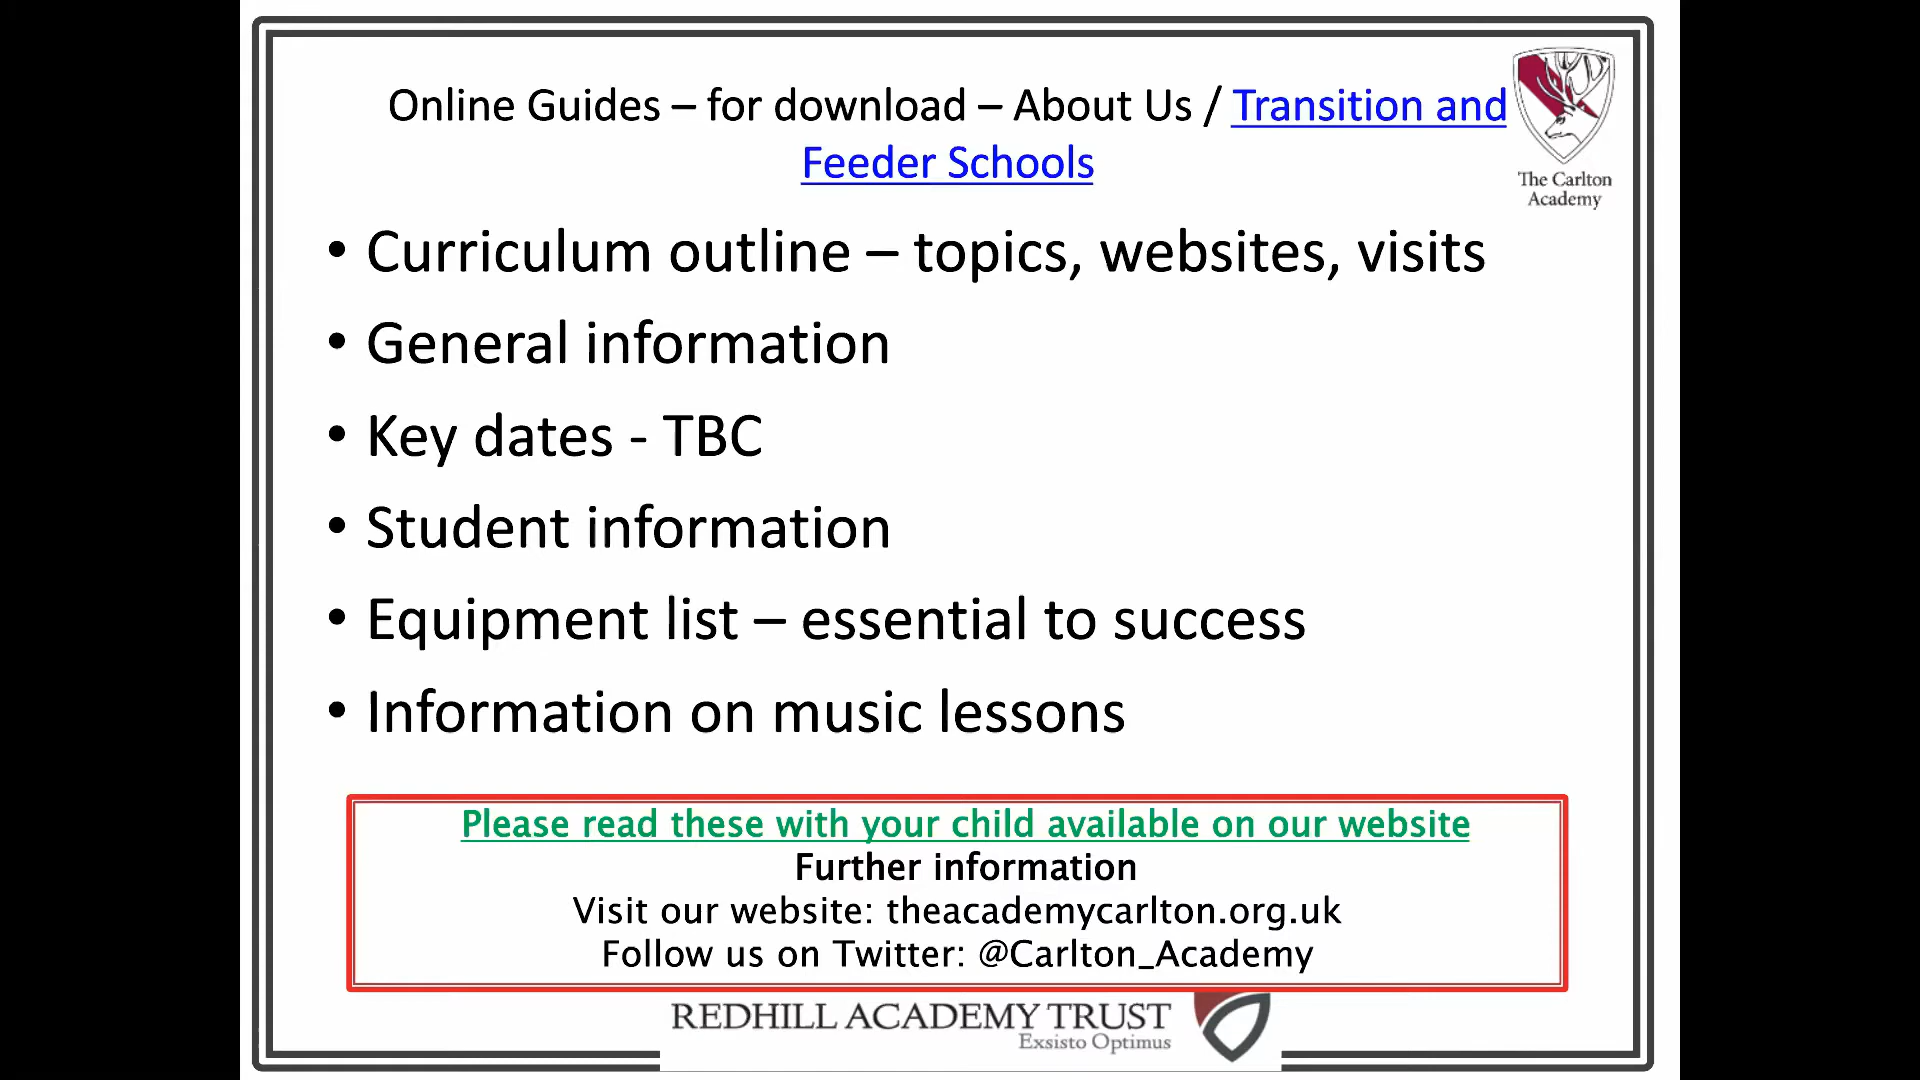 Online Guides – for download – About Us / Transition and
Feeder Schools
The Carlton
Academy
• Curriculum outline – topics, websites, visits
• General information
• Key dates - TBC
• Student information
• Equipment list – essential to success
• Information on music lessons
Please read these with your child available on our website
Further information
Visit our website: theacademycarlton.org.uk
Follow us on Twitter: @Carlton_Academy
REDHILL ACADEMY TRUST
Exsisto Optimus